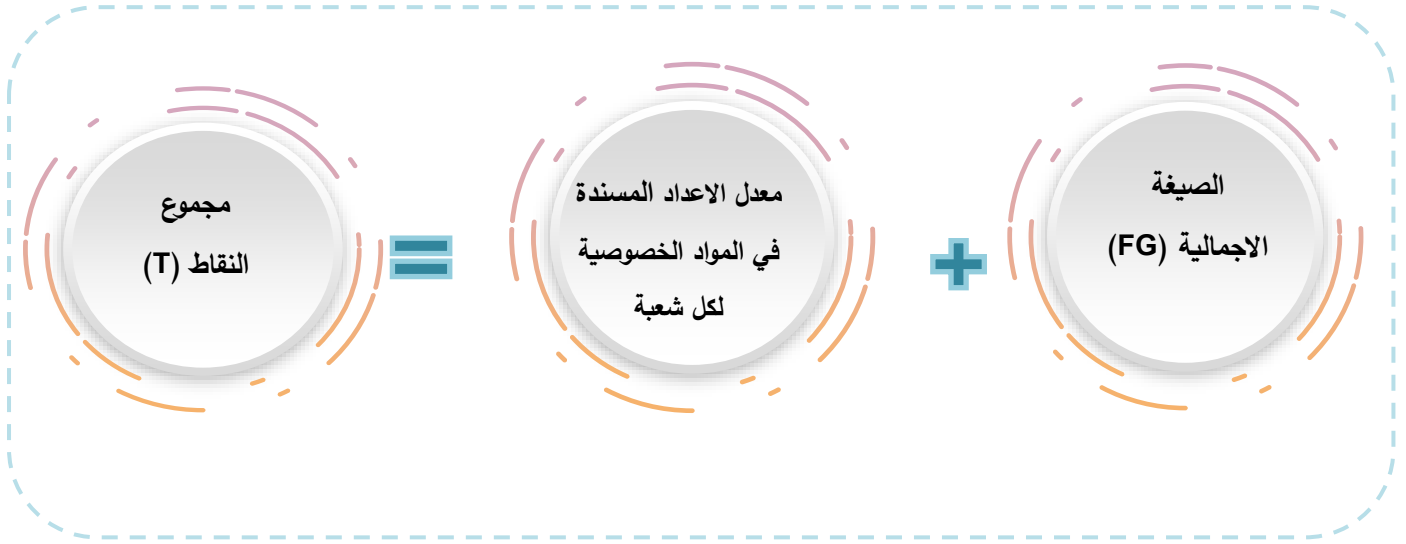 مجموع
النقاط (T)
=
معدل الاعداد المسندة
في المواد الخصوصية
لكل شعبة
+
الصيغة
الاجمالية (FG)